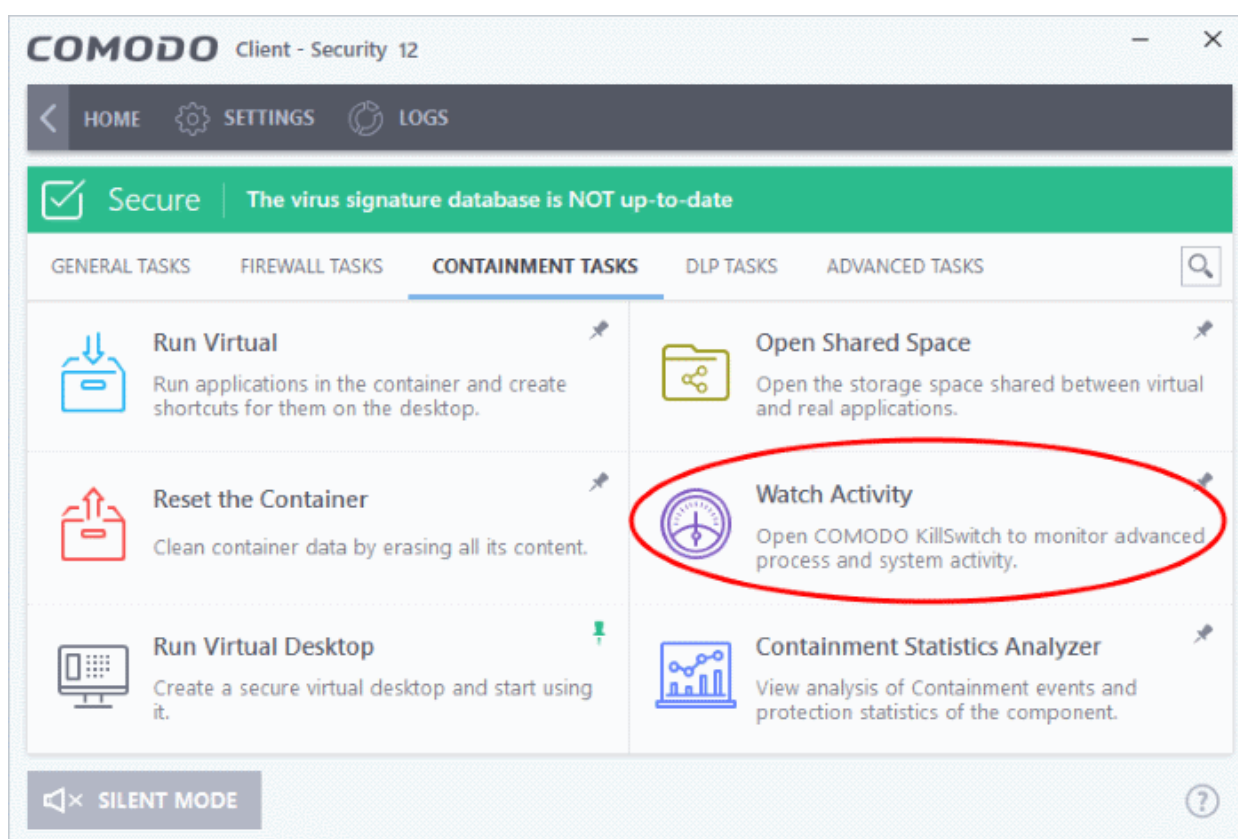 COMODO Client - Security 12
HOME SETTINGS LOGS
Secure The virus signature database is NOT up-to-date
GENERAL TASKS FIREWALL TASKS CONTAINMENT TASKS DLP TASKS ADVANCED TASKS
Run Virtual
Run applications in the container and create
shortcuts for them on the desktop.
Open Shared Space
Open the storage space shared between virtual
and real applications.
Reset the Container
Clean container data by erasing all its content.
Watch Activity
Open COMODO KillSwitch to monitor advanced
process and system activity.
Run Virtual Desktop
Create a secure virtual desktop and start using
it.
Containment Statistics Analyzer
View analysis of Containment events and
protection statistics of the component.
SILENT MODE
?